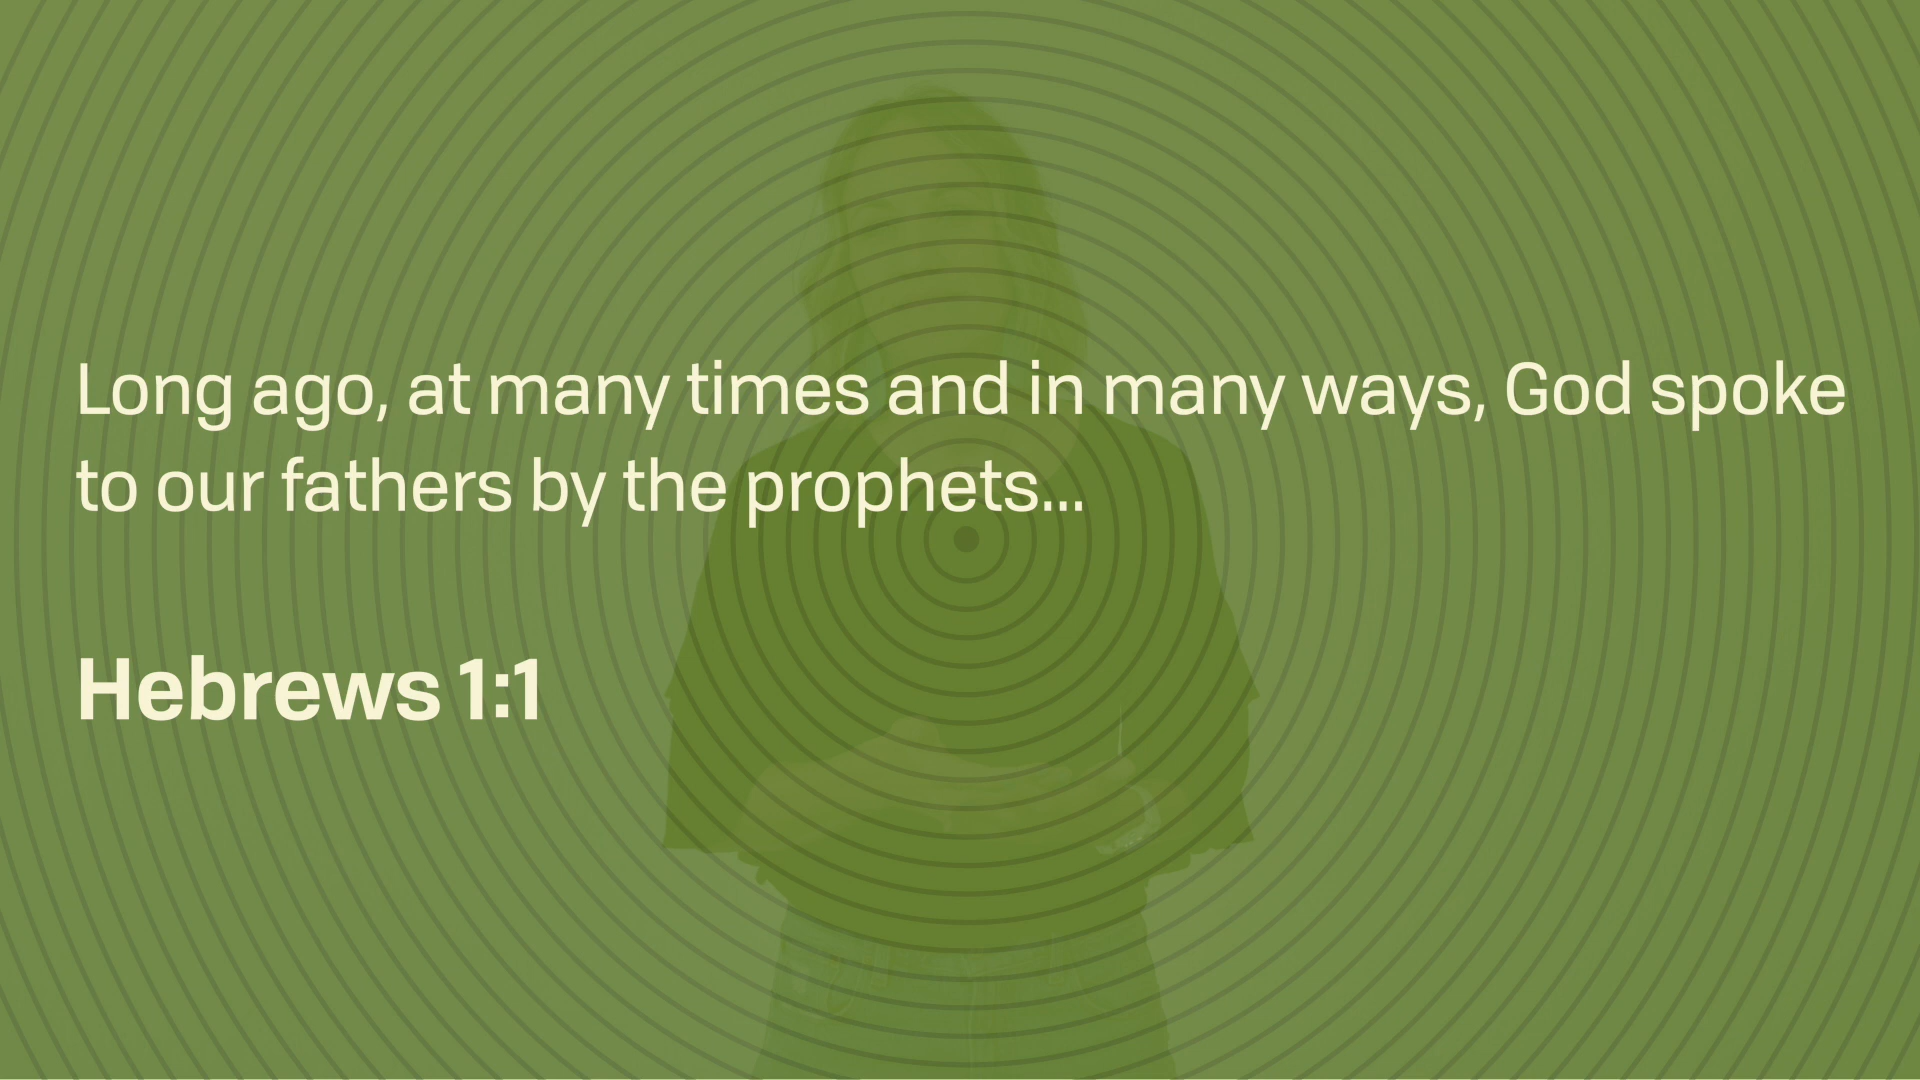 Long ago, at many times and in many ways, God spoke
to our fathers by the prophets...
Hebrews 1:1